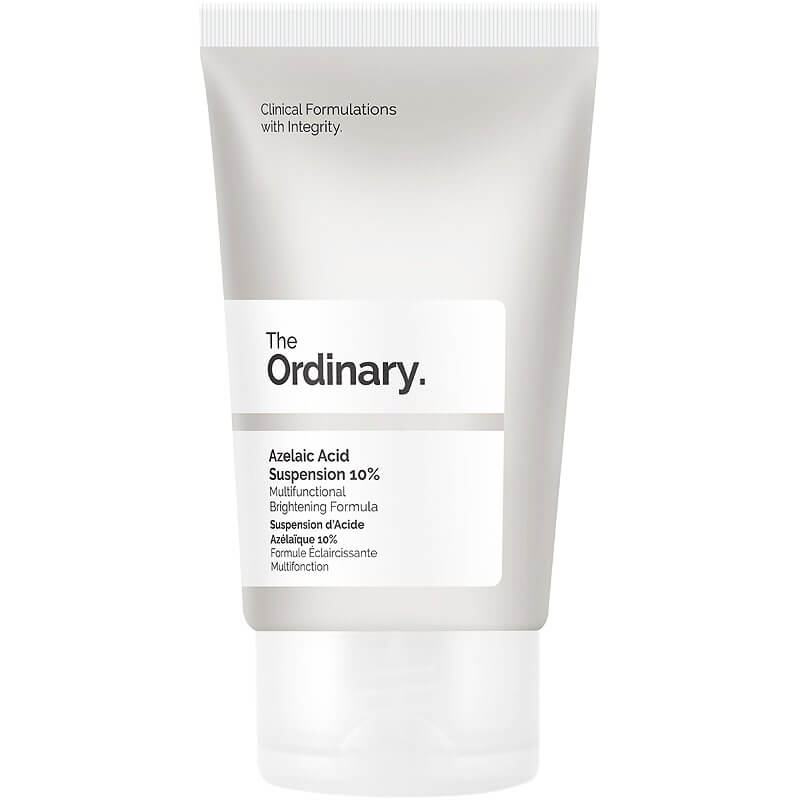 Clinical Formulations
with Integrity.
The
Ordinary.
Azelaic Acid
Suspension 10%
Multifunctional
Brightening Formula
Suspension d'Acide
Azélaïque 10%
Formule Éclaircissante
Multifonction